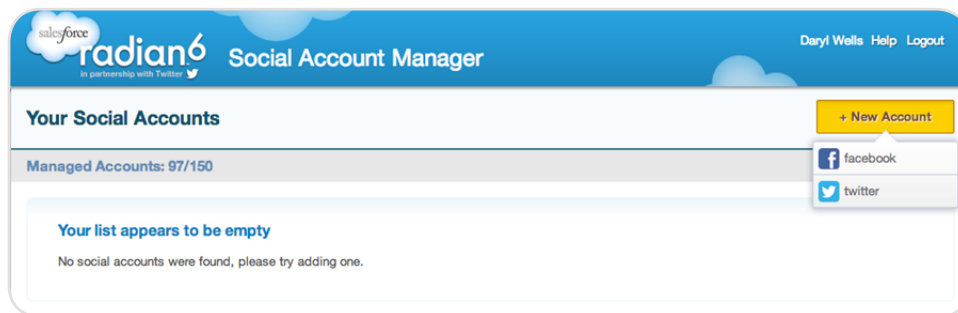 salesforce
radian6
in partnership with Twitter
Social Account Manager
Daryl Wells Help Logout
Your Social Accounts
+ New Account
Managed Accounts: 97/150
facebook
twitter
Your list appears to be empty
No social accounts were found, please try adding one.